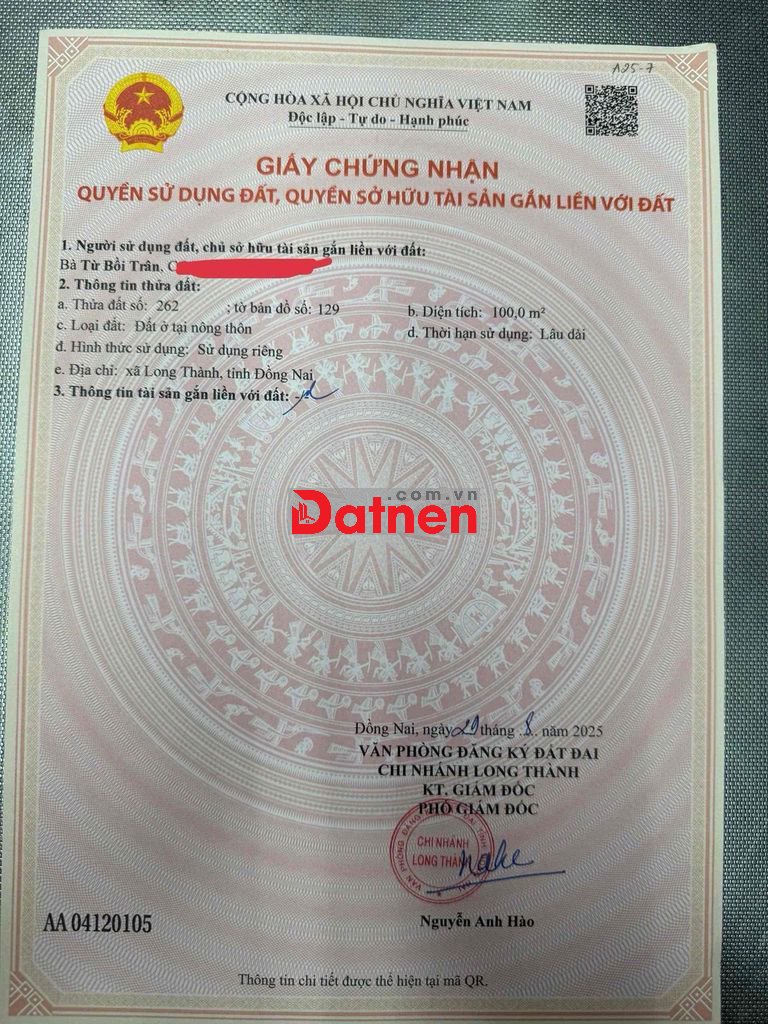 A25-7
CỘNG HÒA XÃ HỘI CHỦ NGHĨA VIỆT NAM
Độc lập - Tự do - Hạnh phúc
GIẤY CHỨNG NHẬN
QUYỀN SỬ DỤNG ĐẤT, QUYỀN SỞ HỮU TÀI SẢN GẮN LIỀN VỚI ĐẤT
1. Người sử dụng đất, chủ sở hữu tài sản gắn liền với đất:
Bà Từ Bồi Trân, C
2. Thông tin thửa đất:
a. Thửa đất số: 262 ; tờ bản đồ số: 129 b. Diện tích: 100,0 m²
c. Loại đất: Đất ở tại nông thôn d. Thời hạn sử dụng: Lâu dài
đ. Hình thức sử dụng: Sử dụng riêng
e. Địa chỉ: xã Long Thành, tỉnh Đồng Nai
3. Thông tin tài sản gắn liền với đất: -
.com.vn
Datnen
Đồng Nai, ngày 29 tháng 8 năm 2025
VĂN PHÒNG ĐĂNG KÝ ĐẤT ĐAI
CHI NHÁNH LONG THÀNH
KT. GIÁM ĐỐC
PHÓ GIÁM ĐỐC
CHI NHÁNH
LONG THÀNH
Nguyễn Anh Hào
AA 04120105
Thông tin chi tiết được thể hiện tại mã QR.